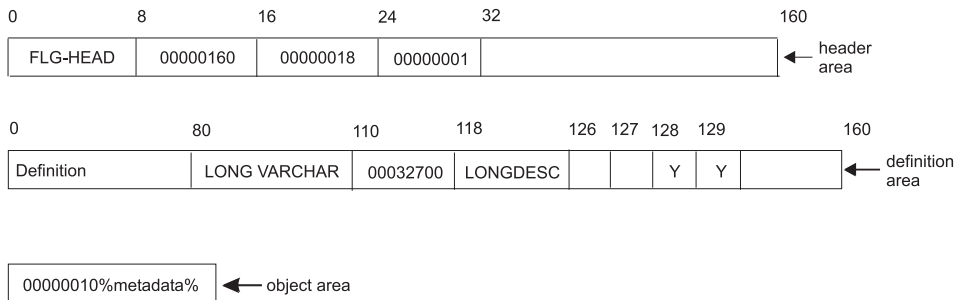 0 8 16 24 32 160
FLG-HEAD 00000160 00000018 00000001
header
area
0 80 110 118 126 127 128 129 160
Definition LONG VARCHAR 00032700 LONGDESC Y Y
definition
area
00000010%metadata%
object area